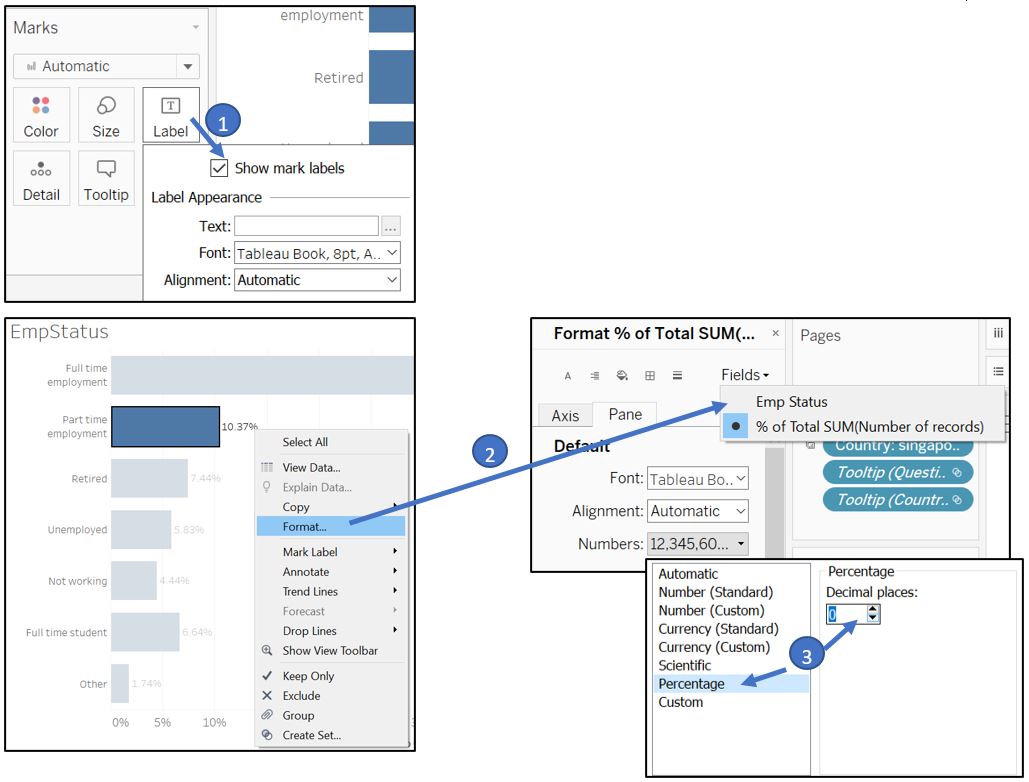 Marks
Automatic
Color
Size
Label
Detail
Tooltip
employment
Retired
1
Show mark labels
Label Appearance
Text:
...
Font: Tableau Book, 8pt, A..
Alignment: Automatic
EmpStatus
Full time
employment
Part time
employment
10.37%
Retired
7.44%
Unemployed
5.83%
Not working
4.44%
Full time student
6.64%
Other
1.74%
0% 5% 10%
Select All
View Data...
Explain Data...
Copy
Format...
Mark Label
Annotate
Trend Lines
Forecast
Drop Lines
Show View Toolbar
Keep Only
Exclude
Group
Create Set...
2
Format % of Total SUM(... ×
A
Fields
Axis Pane
Default
Font: Tableau Bo..
Alignment: Automatic
Numbers: 12,345,60...
Pages
iii
Emp Status
% of Total SUM(Number of records)
Country: singapo..
Tooltip (Questi..
Tooltip (Countr..
Automatic
Number (Standard)
Number (Custom)
Currency (Standard)
Currency (Custom)
Scientific
Percentage
Custom
Percentage
Decimal places:
0
3